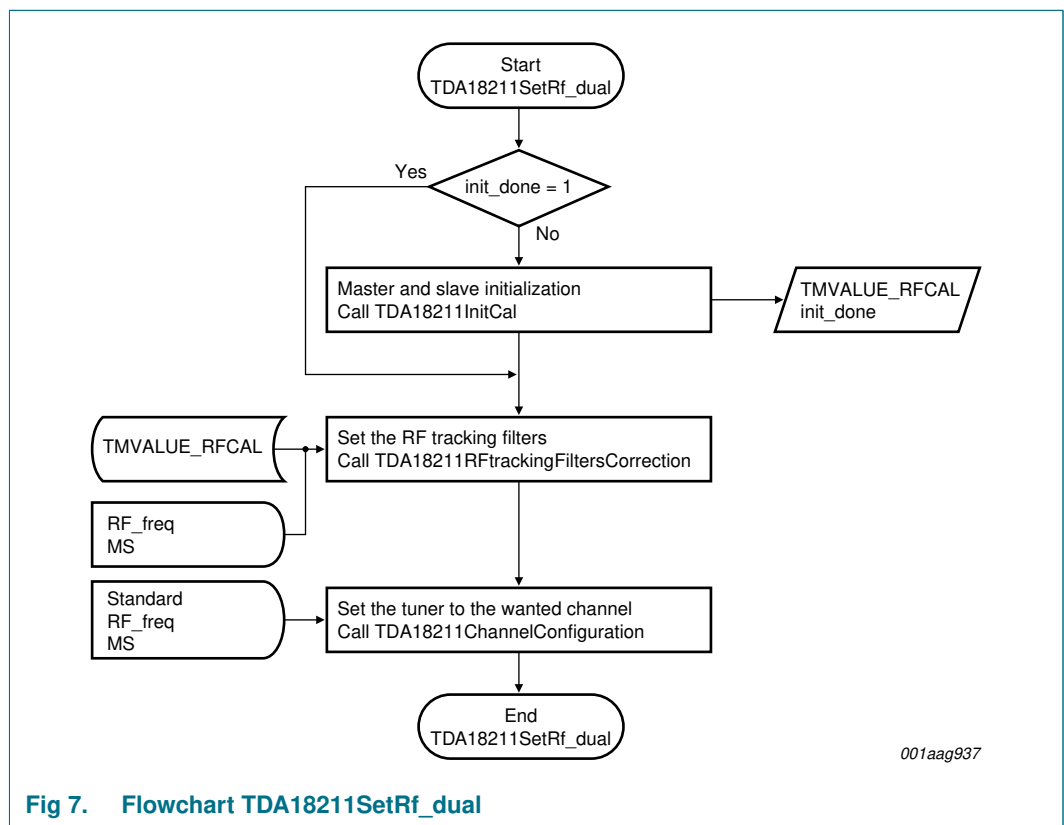 Start
TDA18211SetRf_dual
Yes
init_done = 1
No
Master and slave initialization
Call TDA18211InitCal
TMVALUE_RFCAL
init_done
TMVALUE_RFCAL
Set the RF tracking filters
Call TDA18211RFtrackingFiltersCorrection
RF_freq
MS
Standard
RF_freq
MS
Set the tuner to the wanted channel
Call TDA18211ChannelConfiguration
End
TDA18211SetRf_dual
001aag937
Fig 7. Flowchart TDA18211SetRf_dual